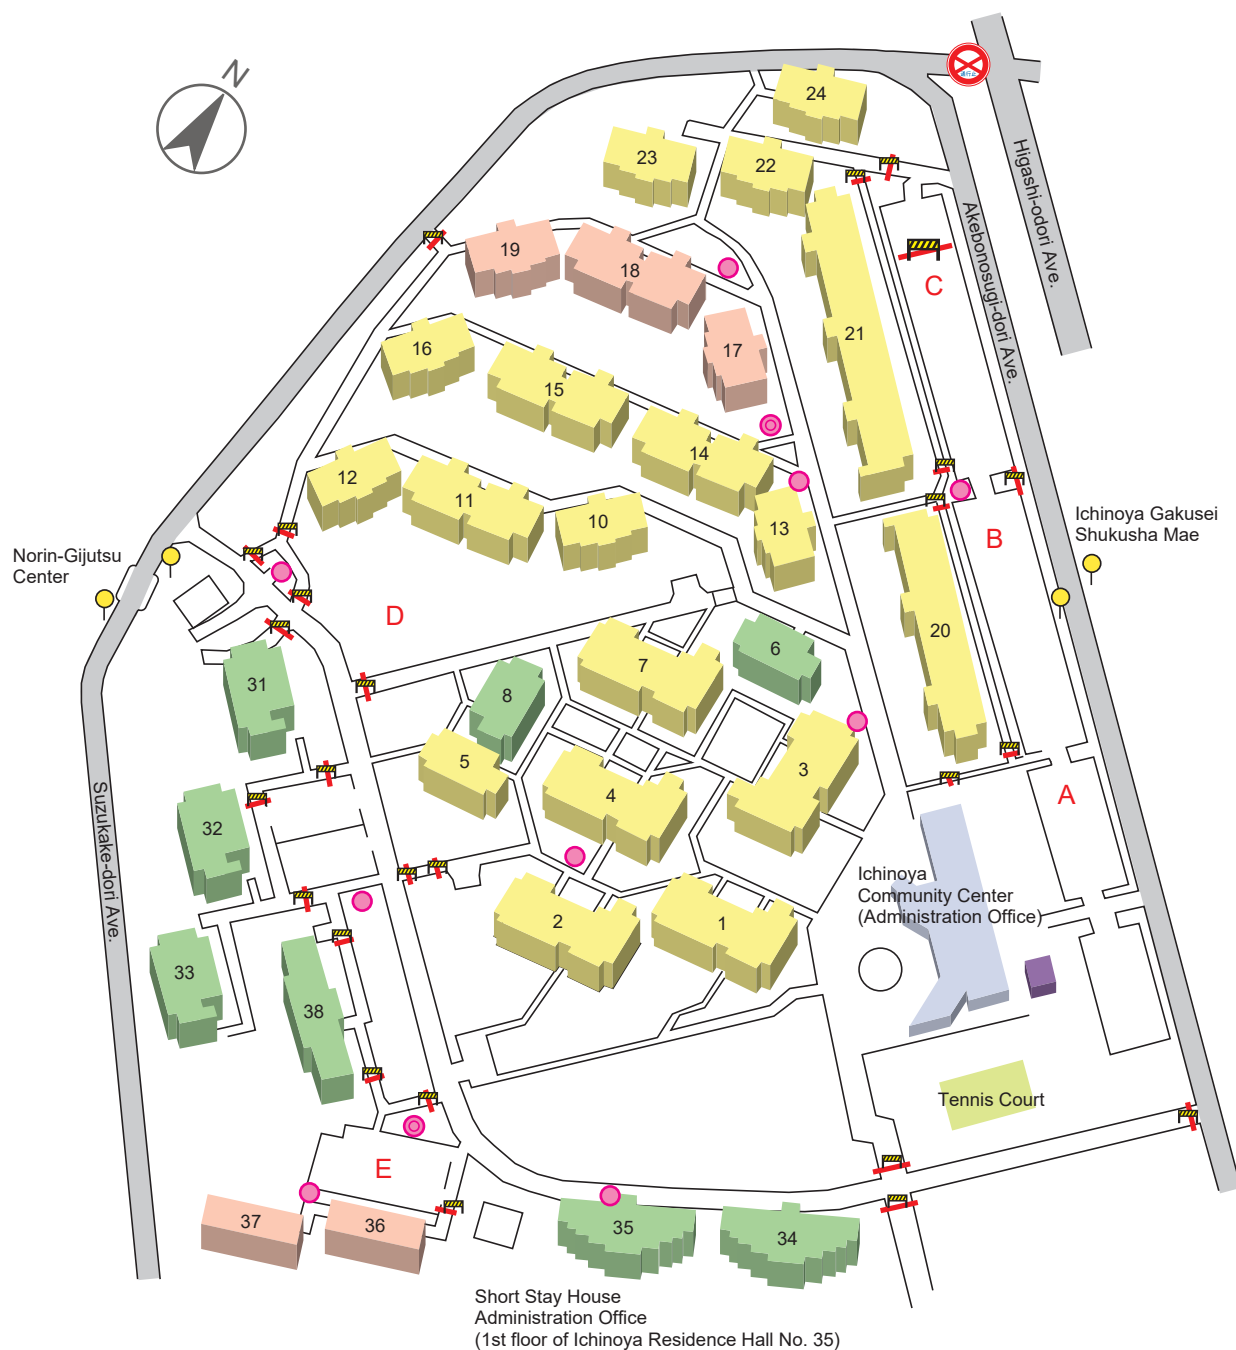 N
24
23
22
Higashi-odori Ave.
Akebonosugi-dori Ave.
19
18
C
17
21
16
15
14
12
11
10
13
Ichinoya Gakusei
Shukusha Mae
B
Norin-Gijutsu
Center
D
20
31
8
7
6
5
4
3
A
Suzukake-dori Ave.
32
Ichinoya
Community Center
(Administration Office)
2
1
33
38
Tennis Court
E
37
36
35
34
Short Stay House
Administration Office
(1st floor of Ichinoya Residence Hall No. 35)